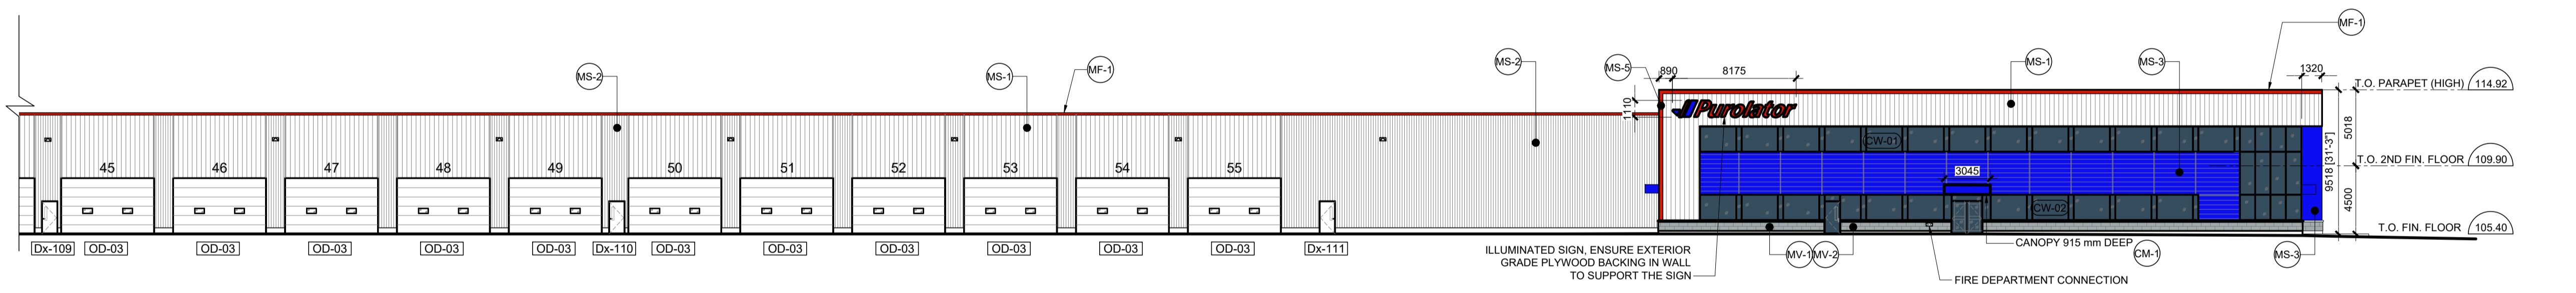 MF-1
MS-2
MS-1
MF-1
MS-2
MS-5
890
8175
MS-1
MS-3
1320
T.O. PARAPET (HIGH) 114.92
1110
Purolator
5018
CW-01
9518 [31'-3"]
T.O. 2ND FIN. FLOOR 109.90
45
46
47
48
49
50
51
52
53
54
55
3045
4500
CW-02
T.O. FIN. FLOOR 105.40
Dx-109
OD-03
OD-03
OD-03
OD-03
OD-03
Dx-110
OD-03
OD-03
OD-03
OD-03
OD-03
OD-03
Dx-111
ILLUMINATED SIGN, ENSURE EXTERIOR
GRADE PLYWOOD BACKING IN WALL
TO SUPPORT THE SIGN
MV-1
MV-2
CANOPY 915 mm DEEP
CM-1
MS-3
FIRE DEPARTMENT CONNECTION